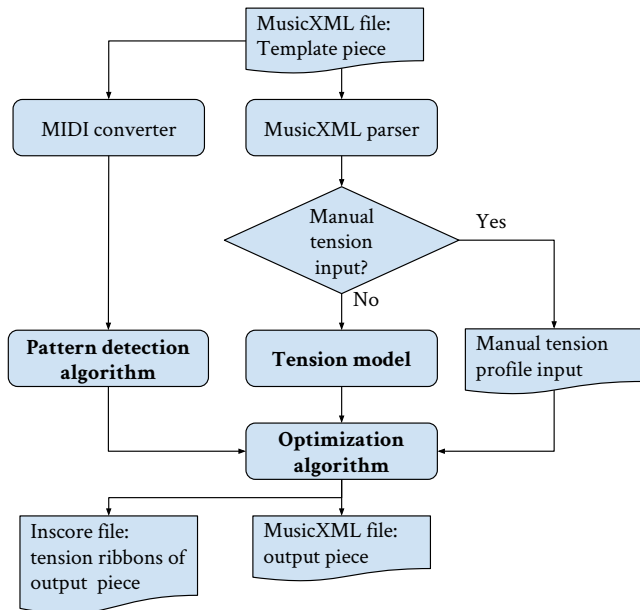 MusicXML file:
Template piece
MIDI converter
MusicXML parser
Manual
tension
input?
Yes
No
Pattern detection
algorithm
Tension model
Manual tension
profile input
Optimization
algorithm
Inscore file:
tension ribbons of
output piece
MusicXML file:
output piece